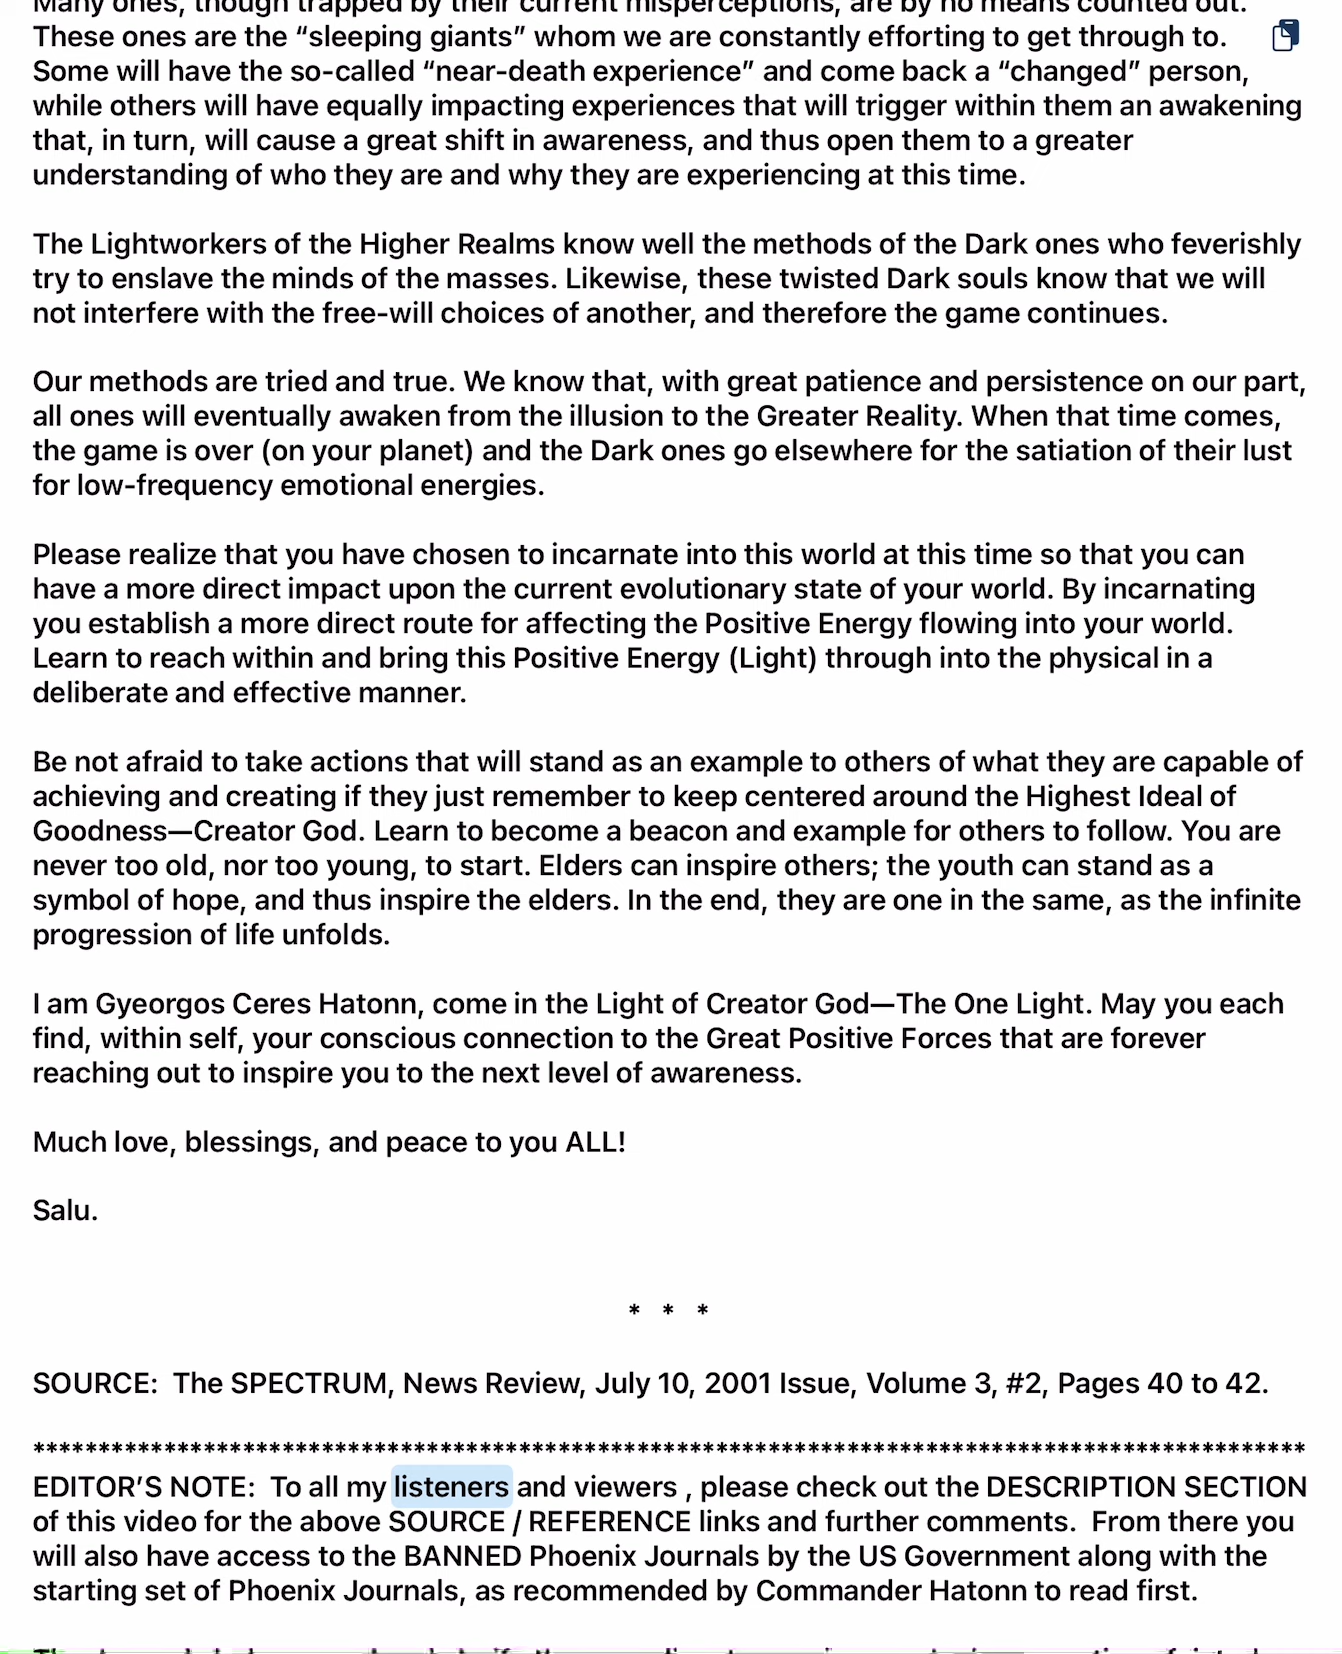 Many ones, though trapped by their current misperceptions, are by no means counted out.
These ones are the “sleeping giants” whom we are constantly efforting to get through to.
Some will have the so-called “near-death experience” and come back a “changed” person,
while others will have equally impacting experiences that will trigger within them an awakening
that, in turn, will cause a great shift in awareness, and thus open them to a greater
understanding of who they are and why they are experiencing at this time.
The Lightworkers of the Higher Realms know well the methods of the Dark ones who feverishly
try to enslave the minds of the masses. Likewise, these twisted Dark souls know that we will
not interfere with the free-will choices of another, and therefore the game continues.
Our methods are tried and true. We know that, with great patience and persistence on our part,
all ones will eventually awaken from the illusion to the Greater Reality. When that time comes,
the game is over (on your planet) and the Dark ones go elsewhere for the satiation of their lust
for low-frequency emotional energies.
Please realize that you have chosen to incarnate into this world at this time so that you can
have a more direct impact upon the current evolutionary state of your world. By incarnating
you establish a more direct route for affecting the Positive Energy flowing into your world.
Learn to reach within and bring this Positive Energy (Light) through into the physical in a
deliberate and effective manner.
Be not afraid to take actions that will stand as an example to others of what they are capable of
achieving and creating if they just remember to keep centered around the Highest Ideal of
Goodness—Creator God. Learn to become a beacon and example for others to follow. You are
never too old, nor too young, to start. Elders can inspire others; the youth can stand as a
symbol of hope, and thus inspire the elders. In the end, they are one in the same, as the infinite
progression of life unfolds.
I am Gyeorgos Ceres Hatonn, come in the Light of Creator God—The One Light. May you each
find, within self, your conscious connection to the Great Positive Forces that are forever
reaching out to inspire you to the next level of awareness.
Much love, blessings, and peace to you ALL!
Salu.
* * *
SOURCE:  The SPECTRUM, News Review, July 10, 2001 Issue, Volume 3, #2, Pages 40 to 42.
**************************************************************************************************
EDITOR’S NOTE:  To all my listeners and viewers , please check out the DESCRIPTION SECTION
of this video for the above SOURCE / REFERENCE links and further comments.  From there you
will also have access to the BANNED Phoenix Journals by the US Government along with the
starting set of Phoenix Journals, as recommended by Commander Hatonn to read first.